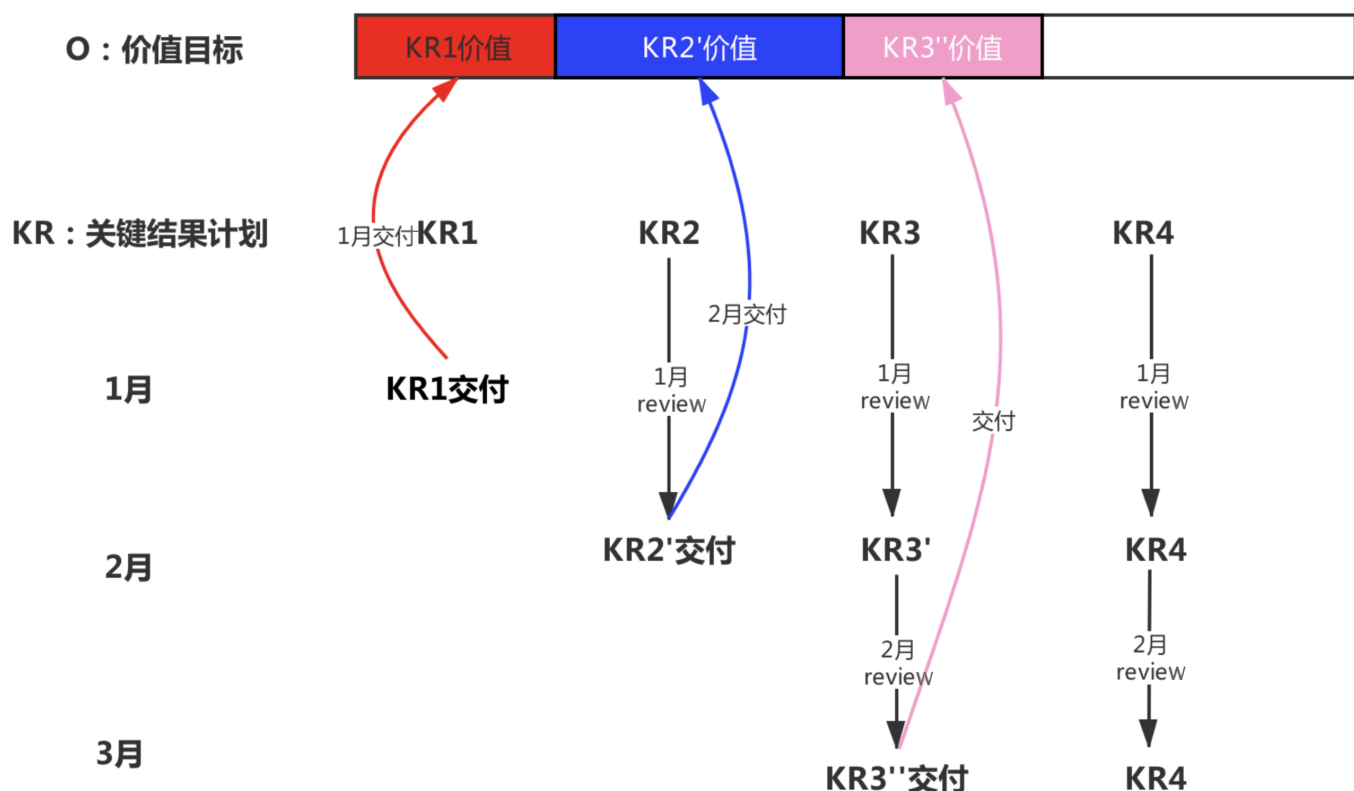 O：价值目标
KR1价值
KR2'价值
KR3''价值
KR：关键结果计划
1月交付
KR1
KR2
KR3
KR4
2月交付
1月
KR1交付
1月
review
1月
review
1月
review
交付
2月
KR2'交付
KR3'
KR4
2月
review
2月
review
3月
KR3''交付
KR4